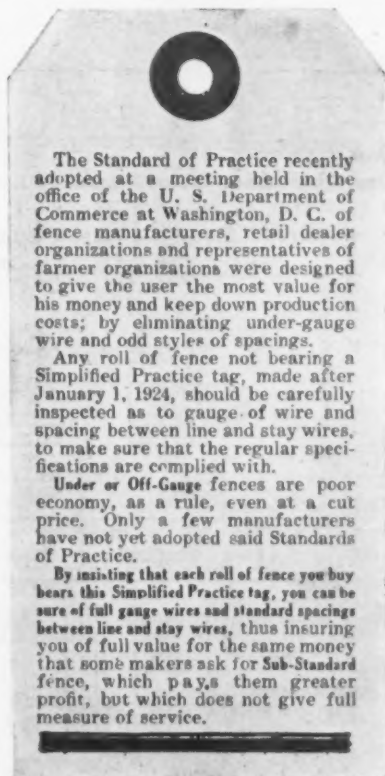 The Standard of Practice recently
adopted at a meeting held in the
office of the U. S. Department of
Commerce at Washington, D. C. of
fence manufacturers, retail dealer
organizations and representatives of
farmer organizations were designed
to give the user the most value for
his money and keep down production
costs; by eliminating under-gauge
wire and odd styles of spacings.
Any roll of fence not bearing a
Simplified Practice tag, made after
January 1, 1924, should be carefully
inspected as to gauge of wire and
spacing between line and stay wires,
to make sure that the regular speci-
fications are complied with.
Under or Off-Gauge fences are poor
economy, as a rule, even at a cut
price. Only a few manufacturers
have not yet adopted said Standards
of Practice.
By insisting that each roll of fence you buy
bears this Simplified Practice tag, you can be
sure of full gauge wires and standard spacings
between line and stay wires, thus insuring
you of full value for the same money
that some makers ask for Sub-Standard
fence, which pays them greater
profit, but which does not give full
measure of service.